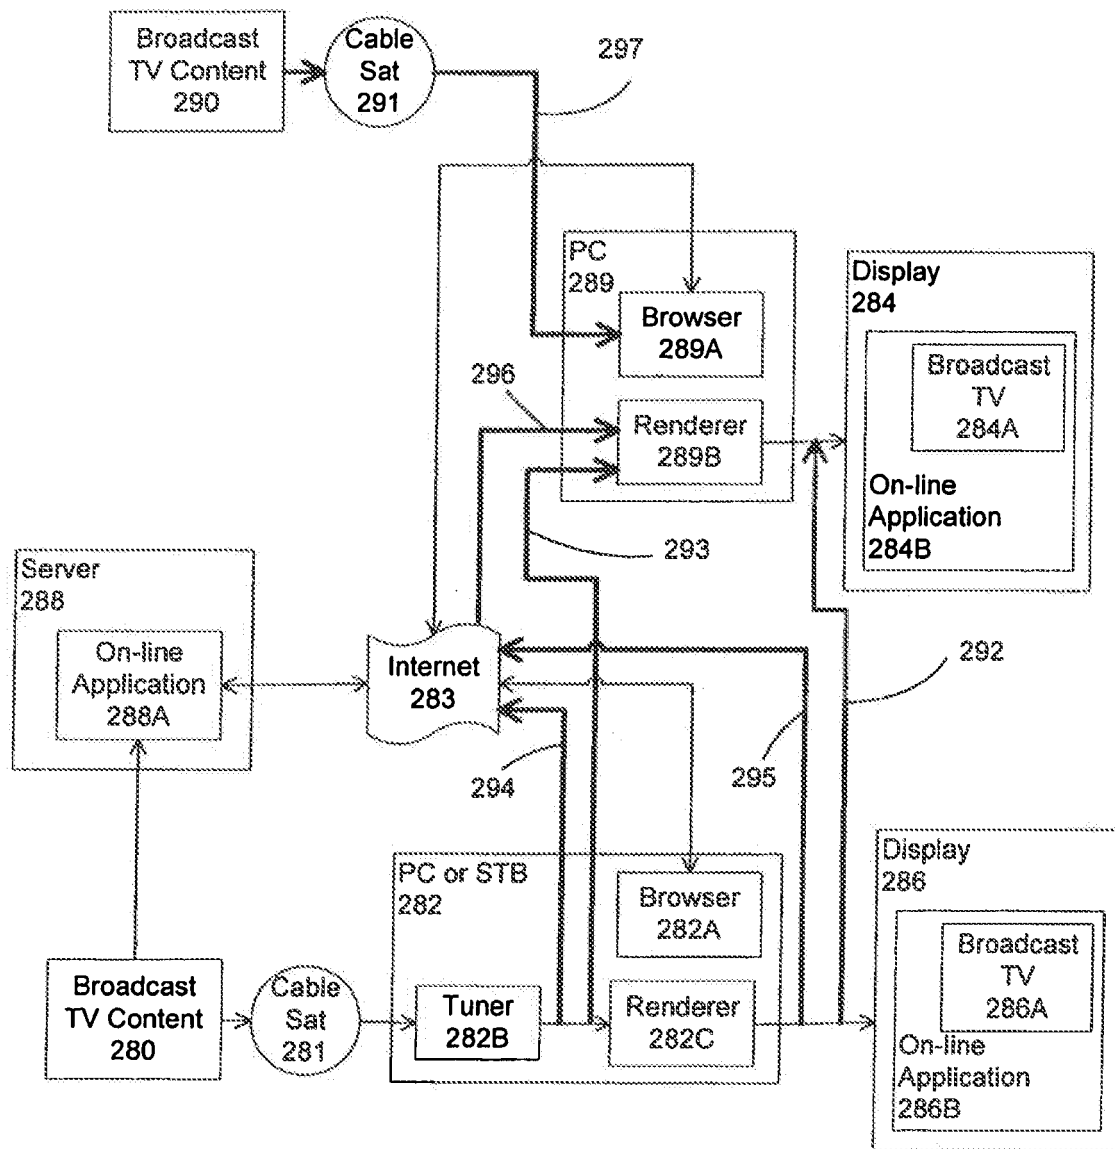 Broadcast
TV Content
290
Cable
Sat
291
297
PC
289
Browser
289A
Display
284
Broadcast
TV
284A
296
Renderer
289B
On-line
Application
284B
293
Server
288
On-line
Application
288A
Internet
283
292
294
295
PC or STB
282
Browser
282A
Display
286
Broadcast
TV
286A
Broadcast
TV Content
280
Cable
Sat
281
Tuner
282B
Renderer
282C
On-line
Application
286B